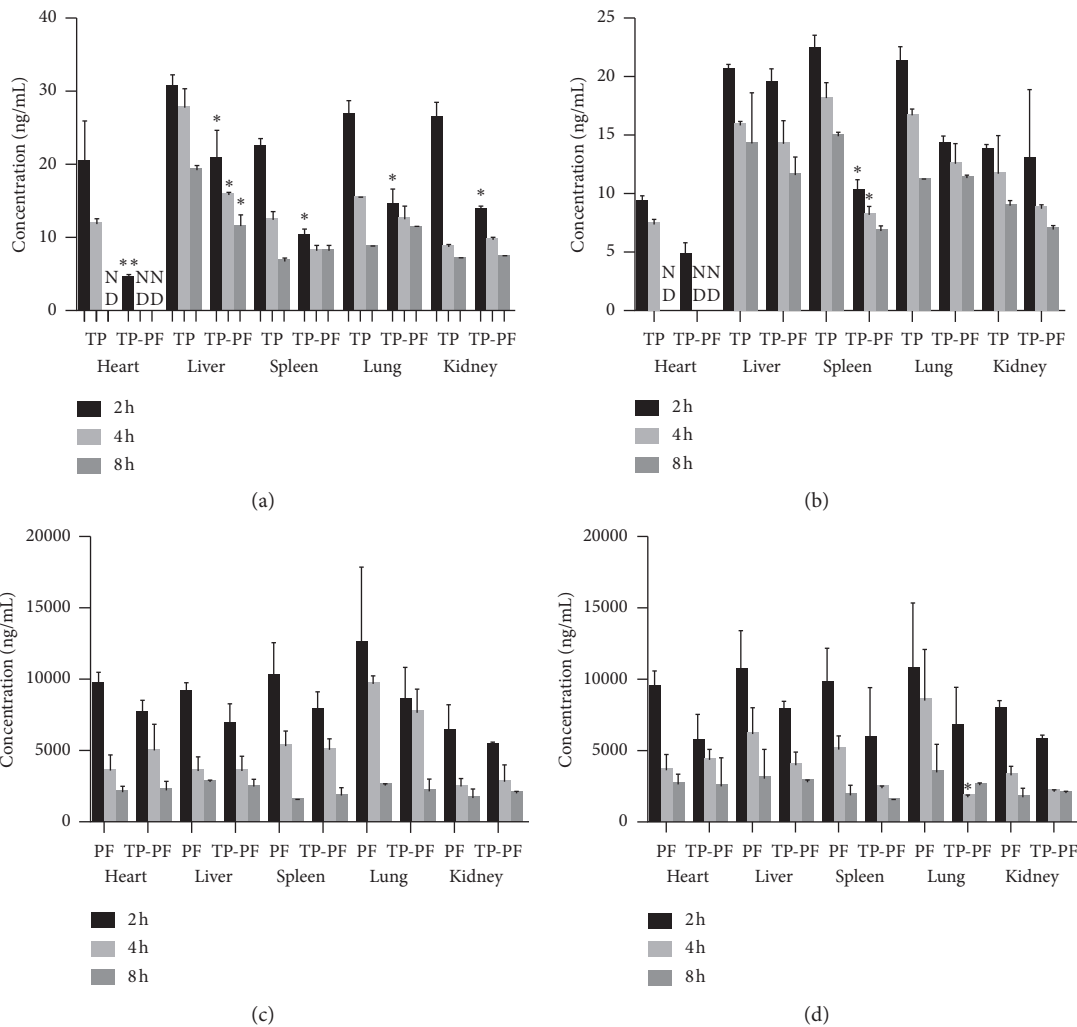 40
30
20
10
0
Concentration (ng/mL)
**
*
*
*
*
*
*
N NN
D DD
TP TP-PF TP TP-PF TP TP-PF TP TP-PF TP TP-PF
Heart Liver Spleen Lung Kidney
2h
4h
8h
(a)
25
20
15
10
5
0
Concentration (ng/mL)
*
*
N NN
D DD
TP TP-PF TP TP-PF TP TP-PF TP TP-PF TP TP-PF
Heart Liver Spleen Lung Kidney
2h
4h
8h
(b)
20000
15000
10000
5000
0
Concentration (ng/mL)
PF TP-PF PF TP-PF PF TP-PF PF TP-PF PF TP-PF
Heart Liver Spleen Lung Kidney
2h
4h
8h
(c)
20000
15000
10000
5000
0
Concentration (ng/mL)
*
PF TP-PF PF TP-PF PF TP-PF PF TP-PF PF TP-PF
Heart Liver Spleen Lung Kidney
2h
4h
8h
(d)